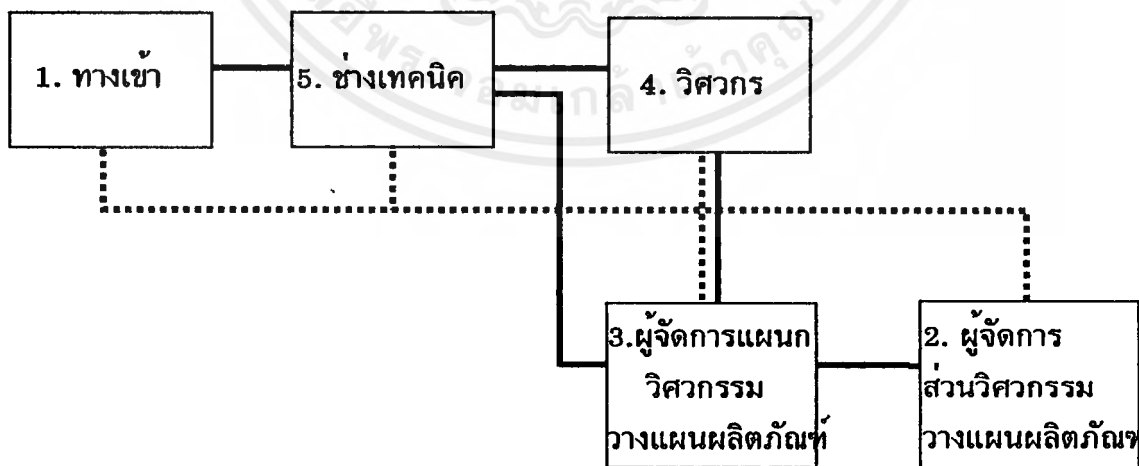 1. ทางเข้า
5. ช่างเทคนิค
4. วิศวกร
3.ผู้จัดการแผนก
วิศวกรรม
วางแผนผลิตภัณฑ์
2. ผู้จัดการ
ส่วนวิศวกรรม
วางแผนผลิตภัณฑ์